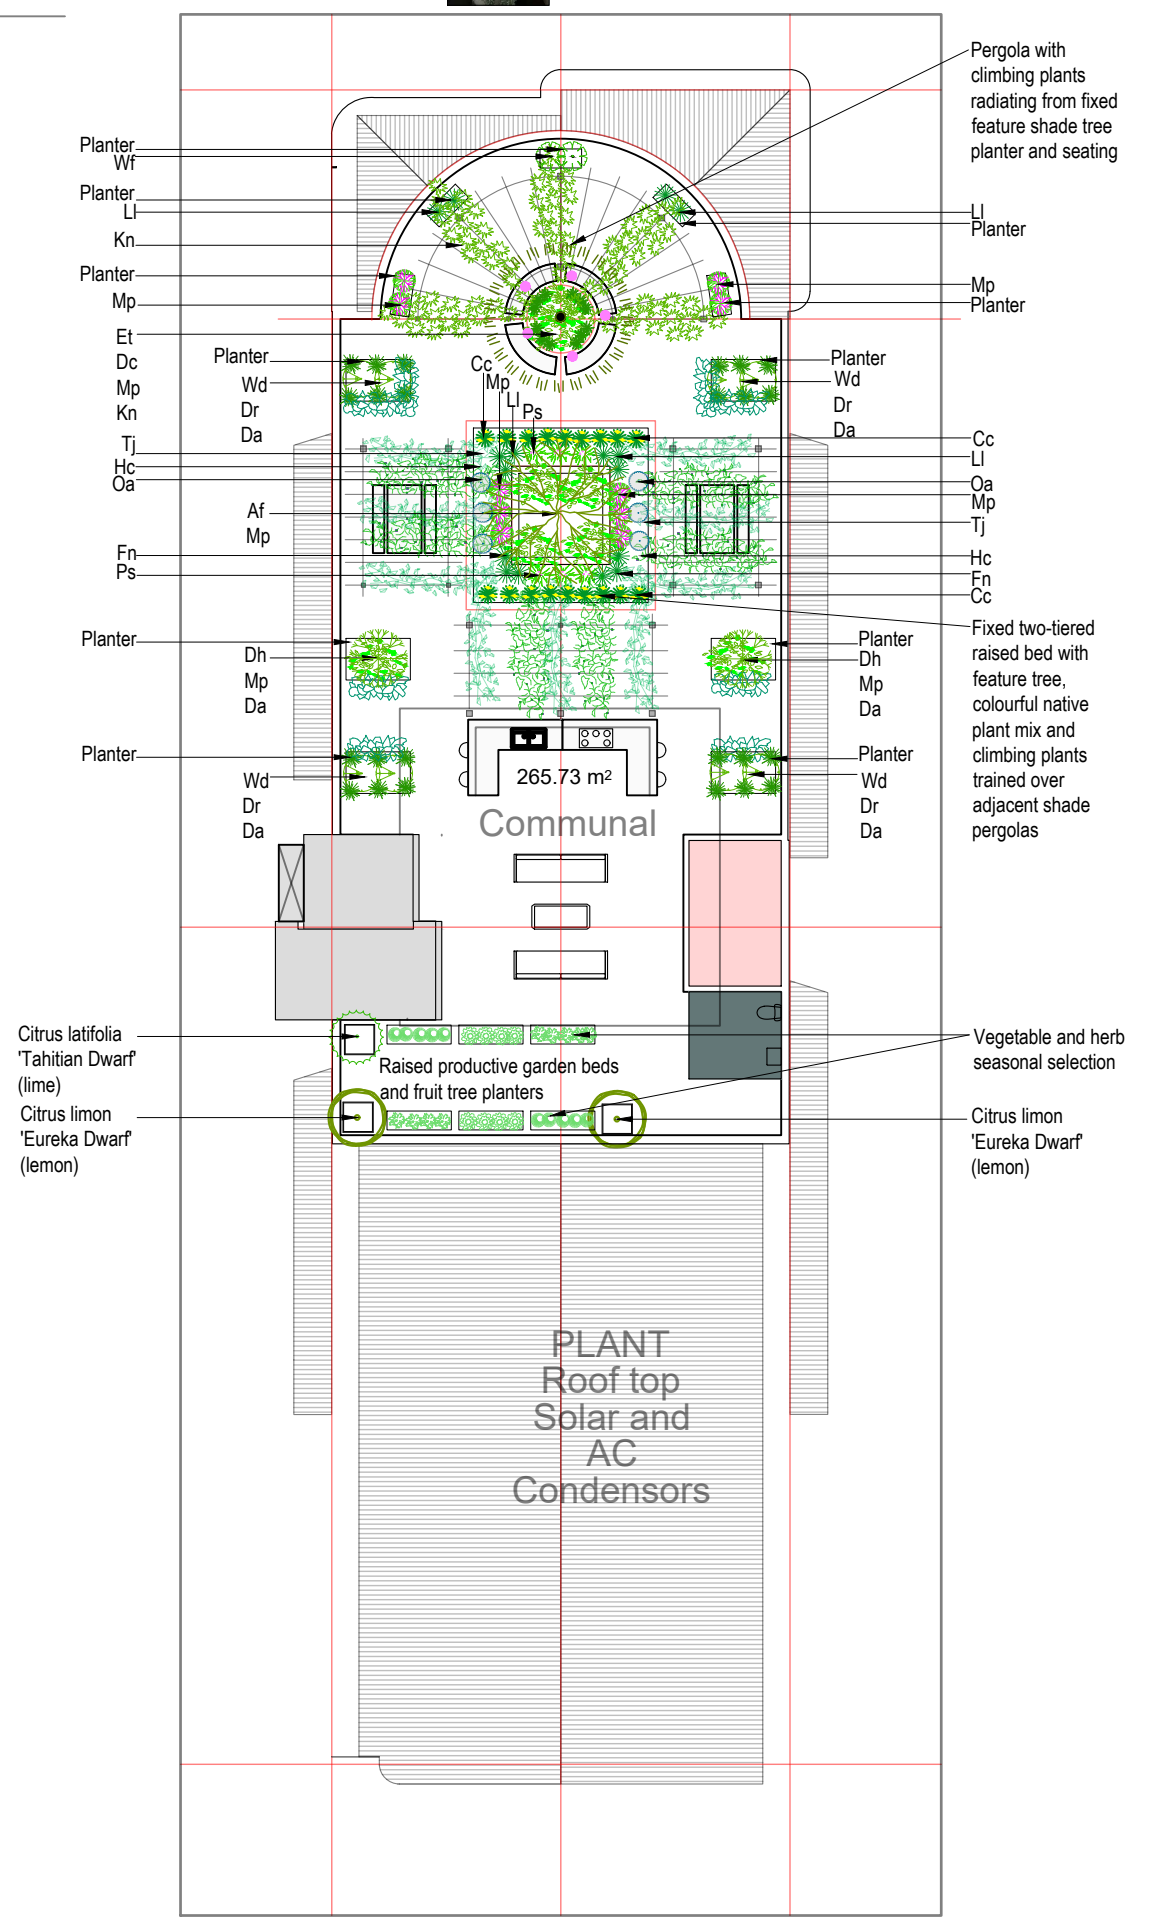 Pergola with
climbing plants
radiating from fixed
feature shade tree
planter and seating
Planter
Wf
Planter
Ll
Kn
Planter
Mp
Et
Dc
Mp
Kn
Tj
Hc
Oa
Af
Mp
Fn
Ps
Ll
Planter
Mp
Planter
Planter
Wd
Dr
Da
Planter
Wd
Dr
Da
Cc
Mp
Ll
Ps
Cc
Ll
Oa
Mp
Tj
Hc
Fn
Cc
Fixed two-tiered
raised bed with
feature tree,
colourful native
plant mix and
climbing plants
trained over
adjacent shade
pergolas
Planter
Dh
Mp
Da
Planter
Dh
Mp
Da
Planter
Wd
Dr
Da
Planter
Wd
Dr
Da
265.73 m2
Communal
Citrus latifolia
'Tahitian Dwarf'
(lime)
Citrus limon
'Eureka Dwarf'
(lemon)
Raised productive garden beds
and fruit tree planters
Vegetable and herb
seasonal selection
Citrus limon
'Eureka Dwarf'
(lemon)
PLANT
Roof top
Solar and
AC
Condensors